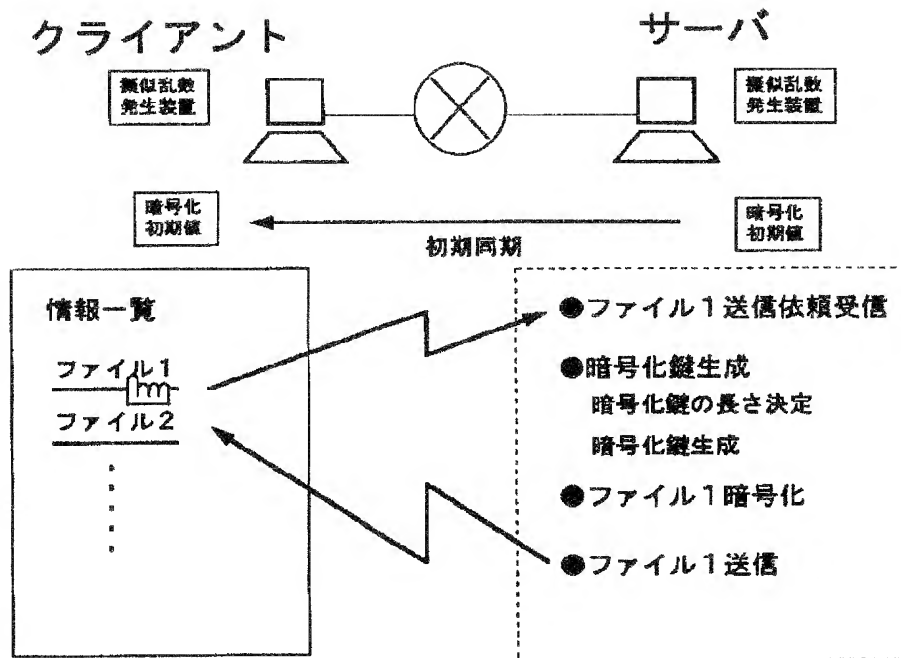 クライアント
サーバ
擬似乱数
発生装置
擬似乱数
発生装置
暗号化
初期値
初期同期
暗号化
初期値
情報一覧
ファイル1
ファイル2
●ファイル1送信依頼受信
●暗号化鍵生成
暗号化鍵の長さ決定
暗号化鍵生成
●ファイル1暗号化
●ファイル1送信